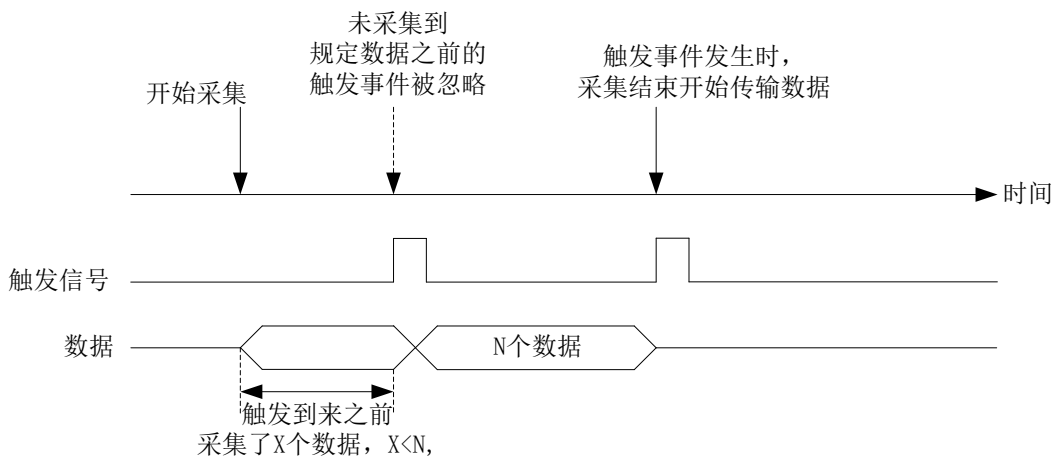 未采集到
规定数据之前的
触发事件被忽略
触发事件发生时,
采集结束开始传输数据
开始采集
时间
触发信号
数据
N个数据
触发到来之前
采集了X个数据, X<N,